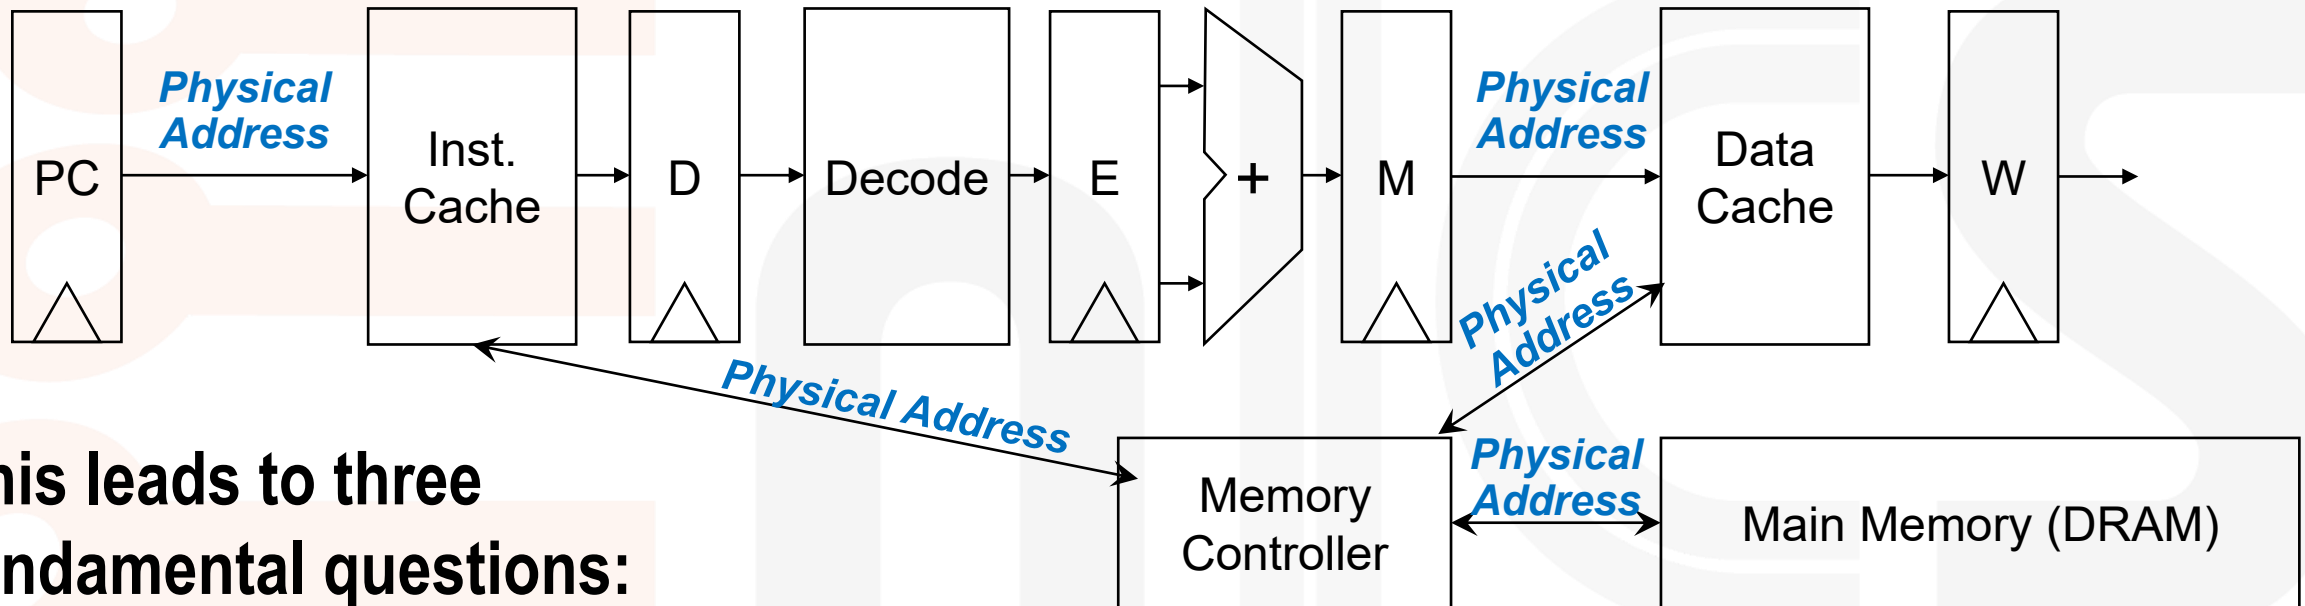 PC
Physical
Address
Inst.
Cache
D
Decode
E
+
M
Physical
Address
Data
Cache
W
Physical
Address
Physical Address
his leads to three
ndamental questions:
Memory
Controller
Physical
Address
Main Memory (DRAM)